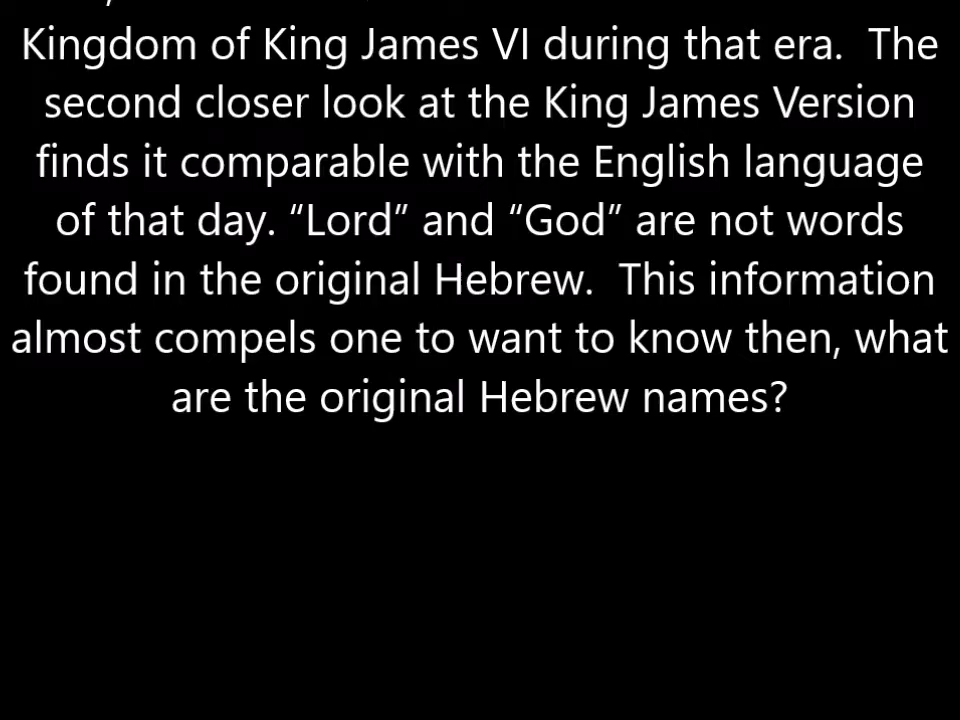 Kingdom of King James VI during that era.  The
second closer look at the King James Version
finds it comparable with the English language
of that day. “Lord” and “God” are not words
found in the original Hebrew.  This information
almost compels one to want to know then, what
are the original Hebrew names?